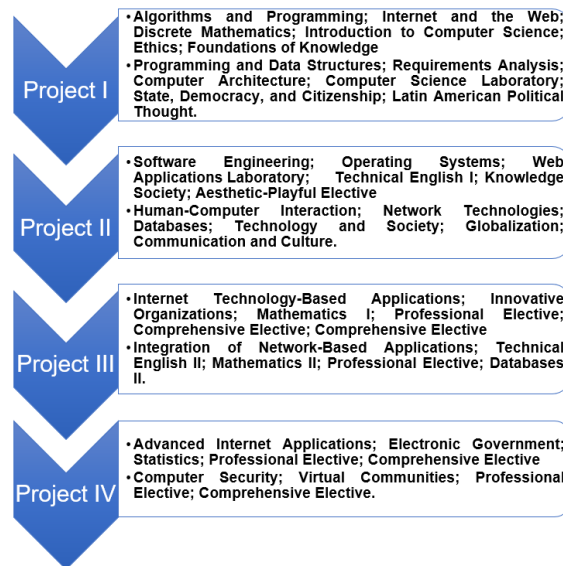 Project I
•Algorithms and Programming; Internet and the Web;
Discrete Mathematics; Introduction to Computer Science;
Ethics; Foundations of Knowledge
•Programming and Data Structures; Requirements Analysis;
Computer Architecture; Computer Science Laboratory;
State, Democracy, and Citizenship; Latin American Political
Thought.
Project II
•Software Engineering; Operating Systems; Web
Applications Laboratory; Technical English I; Knowledge
Society; Aesthetic-Playful Elective
•Human-Computer Interaction; Network Technologies;
Databases; Technology and Society; Globalization;
Communication and Culture.
Project III
•Internet Technology-Based Applications; Innovative
Organizations; Mathematics I; Professional Elective;
Comprehensive Elective; Comprehensive Elective
•Integration of Network-Based Applications; Technical
English II; Mathematics II; Professional Elective; Databases
II.
Project IV
•Advanced Internet Applications; Electronic Government;
Statistics; Professional Elective; Comprehensive Elective
•Computer Security; Virtual Communities; Professional
Elective; Comprehensive Elective.